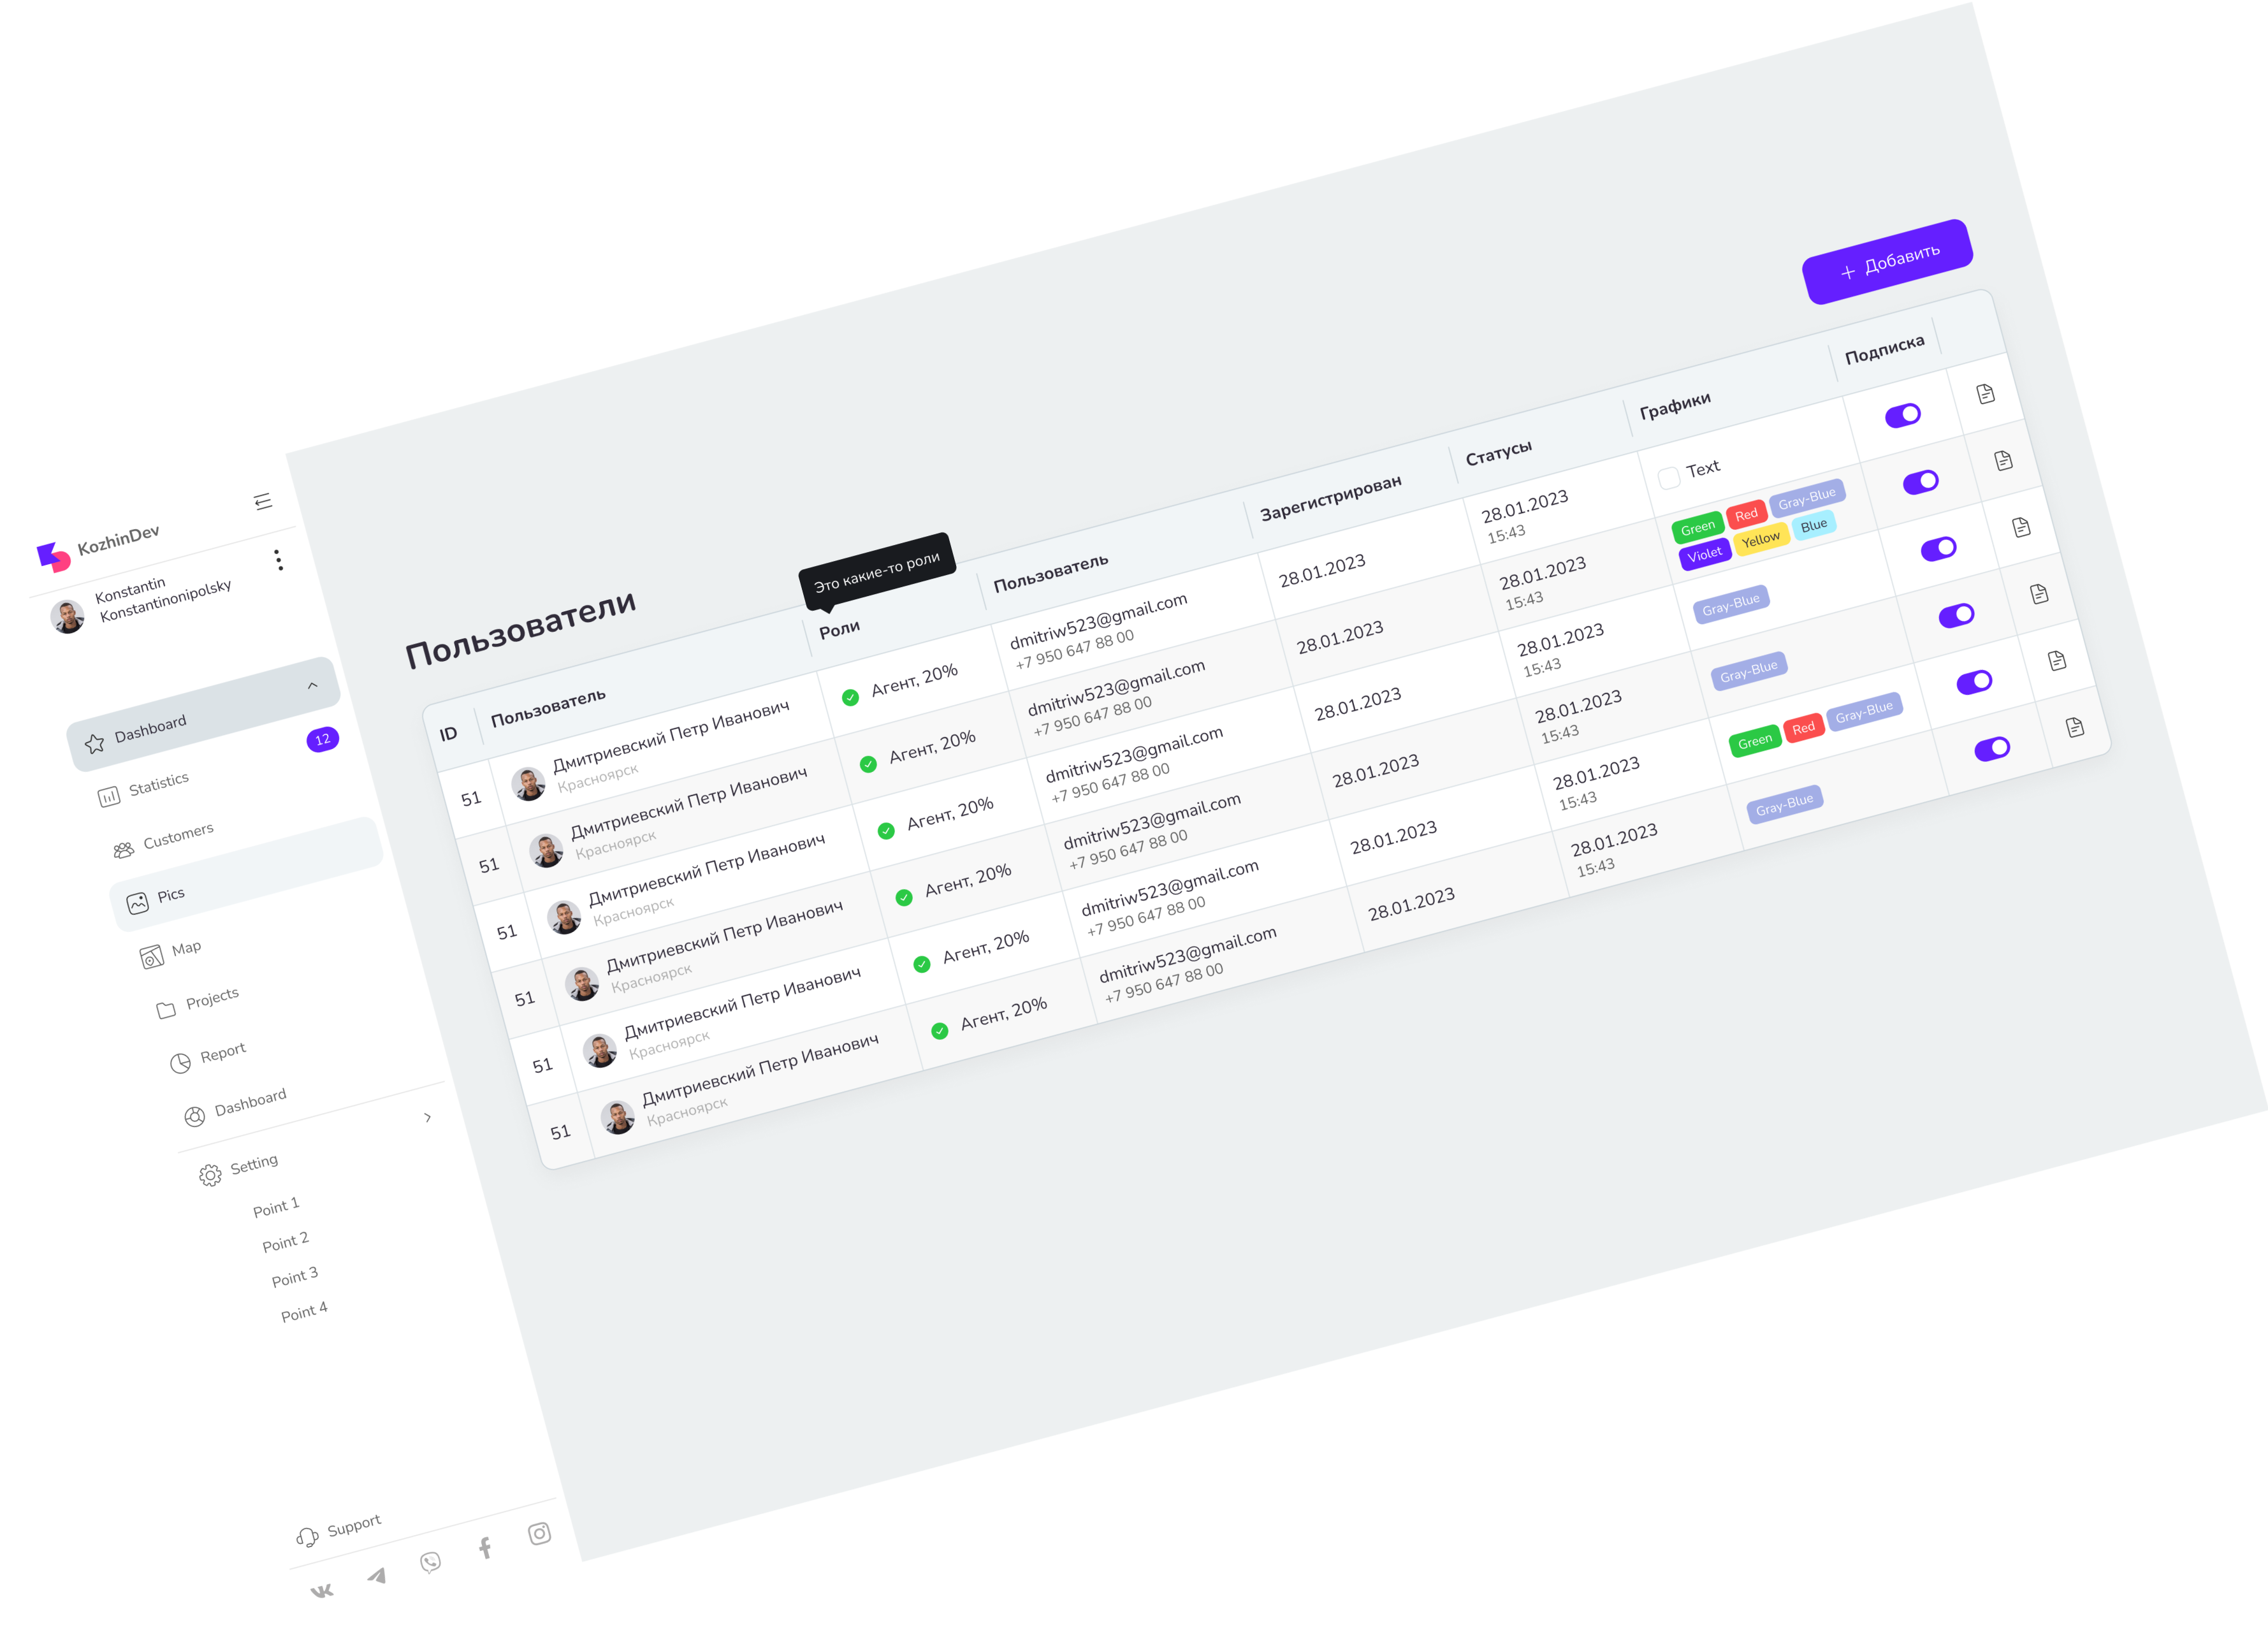 KozhinDev
Konstantin
Konstantinonipolsky
Dashboard
Statistics
12
Customers
Pics
Map
Projects
Report
Dashboard
Setting
Point 1
Point 2
Point 3
Point 4
Support
Пользователи
Добавить
Это какие-то роли
ID Пользователь Роли Пользователь Зарегистрирован Статусы Графики Подписка
51 Дмитриевский Петр Иванович Агент, 20% dmitriw523@gmail.com 28.01.2023 28.01.2023 Text
Красноярск +7 950 647 88 00 15:43
51 Дмитриевский Петр Иванович Агент, 20% dmitriw523@gmail.com 28.01.2023 28.01.2023 Green Red Gray-Blue
Красноярск +7 950 647 88 00 15:43 Violet Yellow Blue
51 Дмитриевский Петр Иванович Агент, 20% dmitriw523@gmail.com 28.01.2023 28.01.2023 Gray-Blue
Красноярск +7 950 647 88 00 15:43
51 Дмитриевский Петр Иванович Агент, 20% dmitriw523@gmail.com 28.01.2023 28.01.2023 Gray-Blue
Красноярск +7 950 647 88 00 15:43
51 Дмитриевский Петр Иванович Агент, 20% dmitriw523@gmail.com 28.01.2023 28.01.2023 Green Red Gray-Blue
Красноярск +7 950 647 88 00 15:43
51 Дмитриевский Петр Иванович Агент, 20% dmitriw523@gmail.com 28.01.2023 28.01.2023 Gray-Blue
Красноярск +7 950 647 88 00 15:43